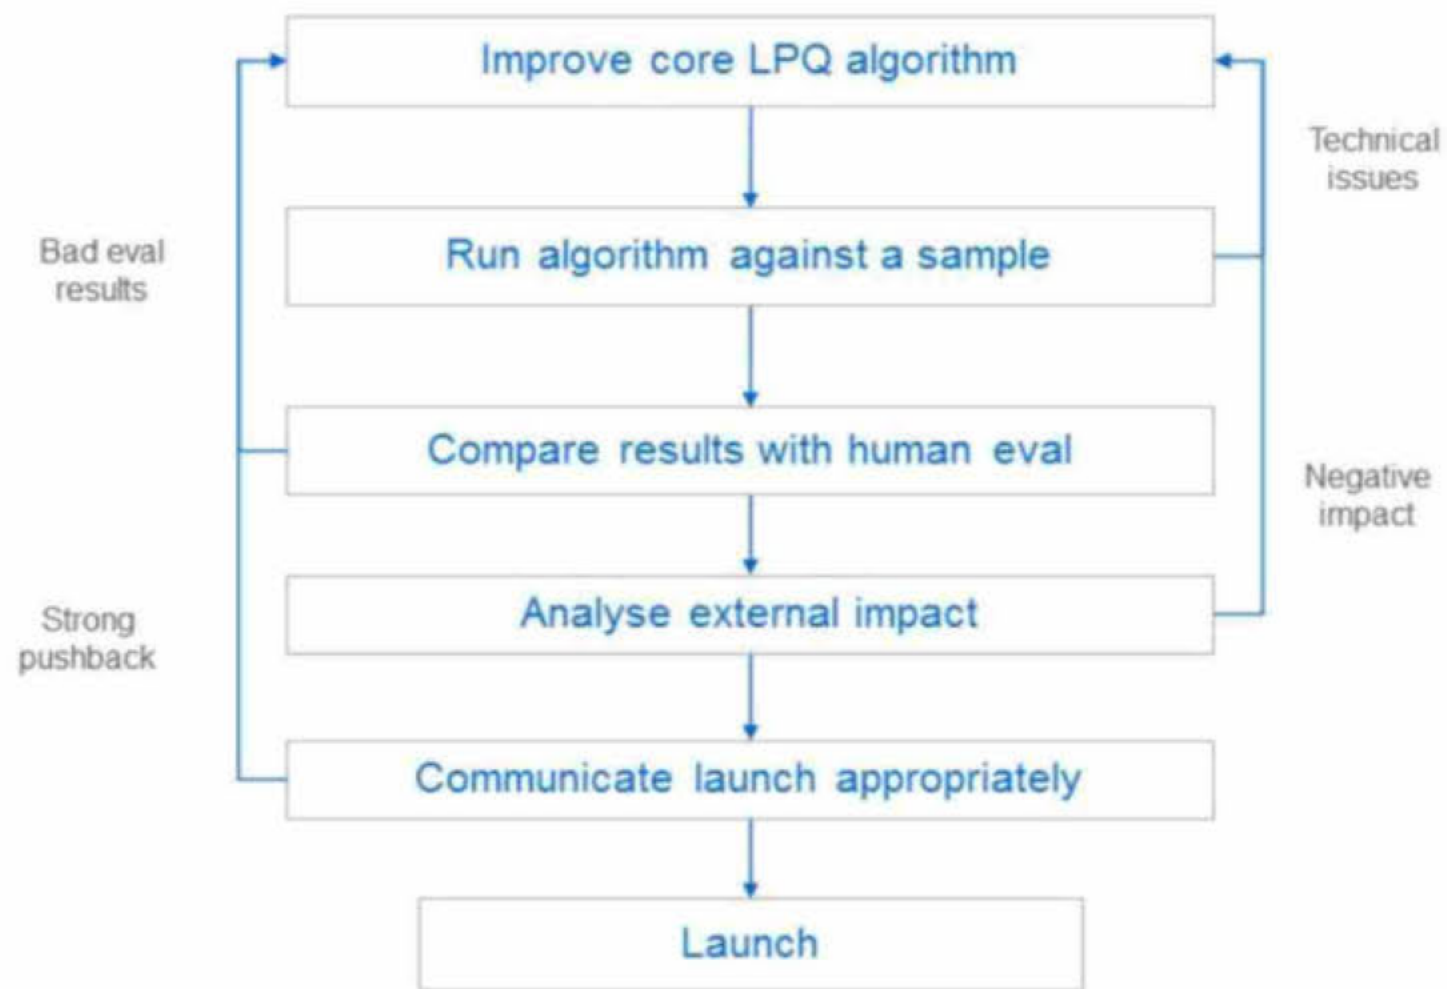 Improve core LPQ algorithm
Technical
issues
Run algorithm against a sample
Bad eval
results
Compare results with human eval
Negative
impact
Analyse external impact
Strong
pushback
Communicate launch appropriately
Launch